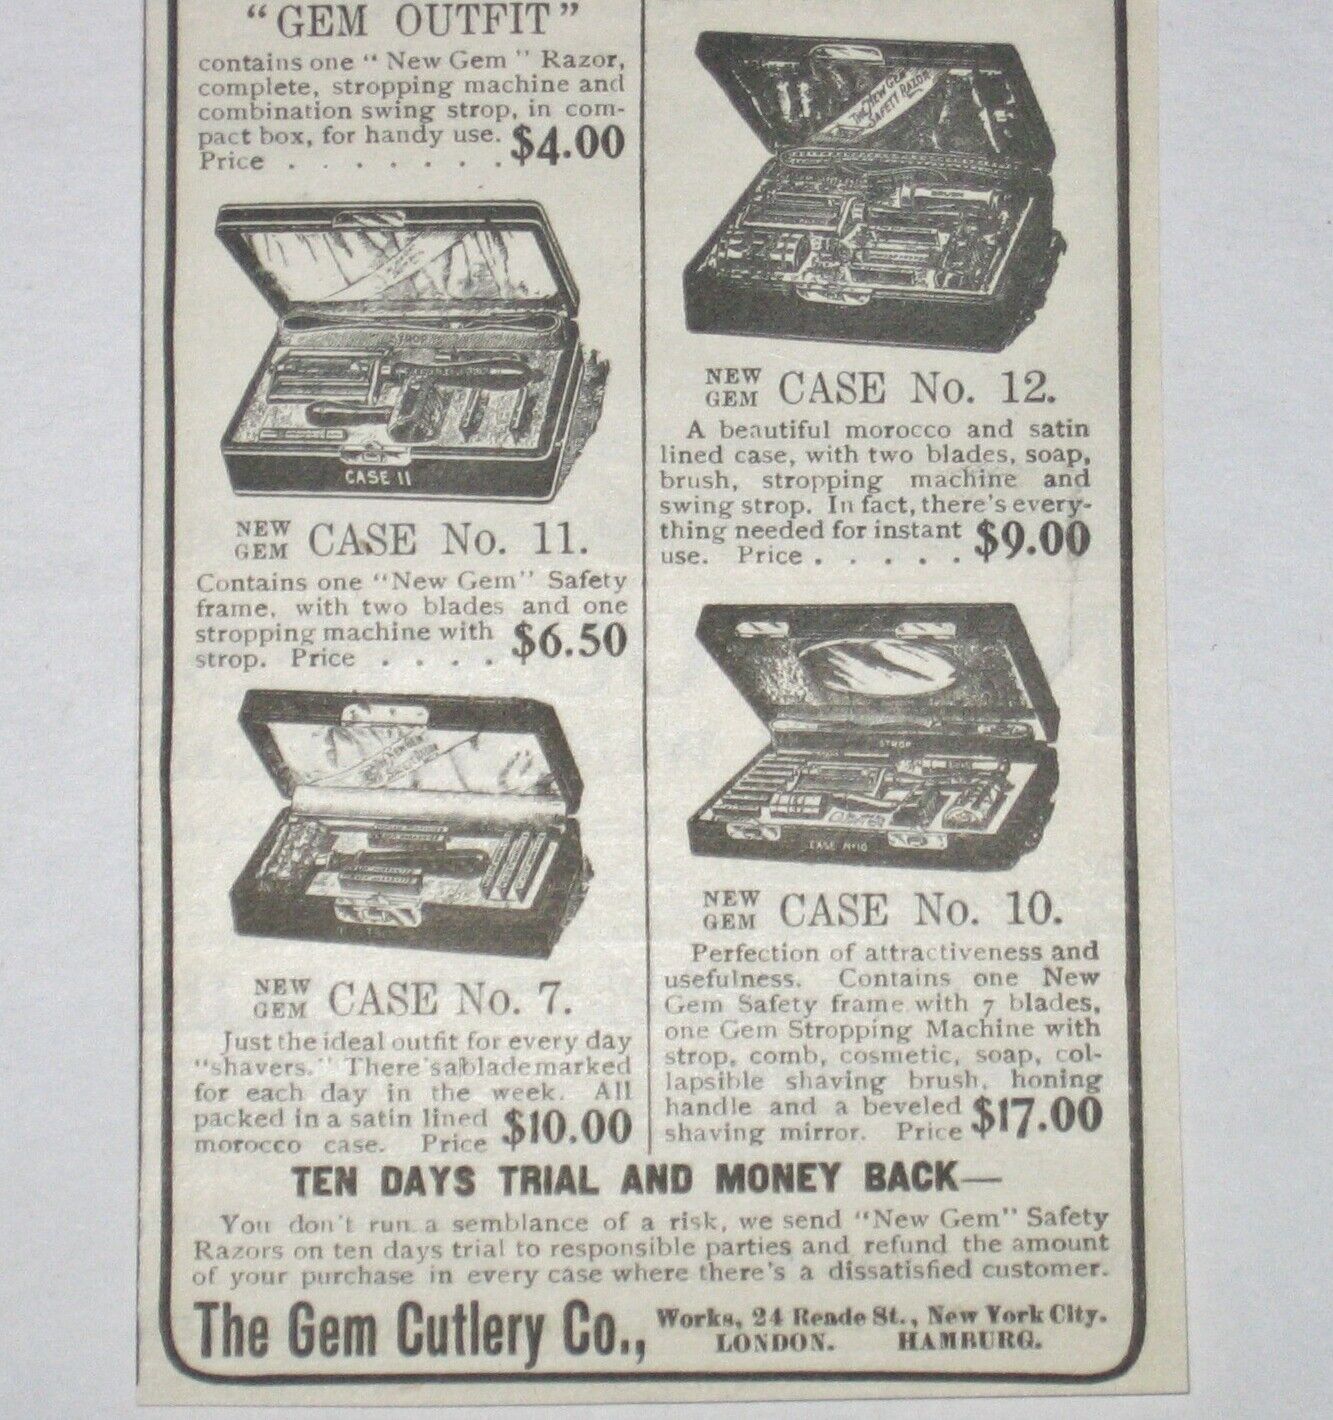 "GEM OUTFIT"
contains one "New Gem" Razor,
complete, stropping machine and
combination swing strop, in com-
pact box, for handy use. $4.00
Price . . . . . . .
STROP
CASE 11
NEW GEM CASE No. 11.
Contains one "New Gem" Safety
frame, with two blades and one
stropping machine with $6.50
strop. Price . . . .
NEW GEM CASE No. 7.
Just the ideal outfit for every day
"shavers." There's a blade marked
for each day in the week. All
packed in a satin lined $10.00
morocco case. Price
THE NEW GEM
SAFETY RAZOR
NEW GEM CASE No. 12.
A beautiful morocco and satin
lined case, with two blades, soap,
brush, stropping machine and
swing strop. In fact, there's every-
thing needed for instant $9.00
use. Price . . . . .
STROP
CASE No 10
NEW GEM CASE No. 10.
Perfection of attractiveness and
usefulness. Contains one New
Gem Safety frame with 7 blades,
one Gem Stropping Machine with
strop, comb, cosmetic, soap, col-
lapsible shaving brush, honing
handle and a beveled $17.00
shaving mirror. Price
TEN DAYS TRIAL AND MONEY BACK—
You don't run a semblance of a risk, we send "New Gem" Safety
Razors on ten days trial to responsible parties and refund the amount
of your purchase in every case where there's a dissatisfied customer.
The Gem Cutlery Co., Works, 24 Reade St., New York City.
LONDON. HAMBURG.